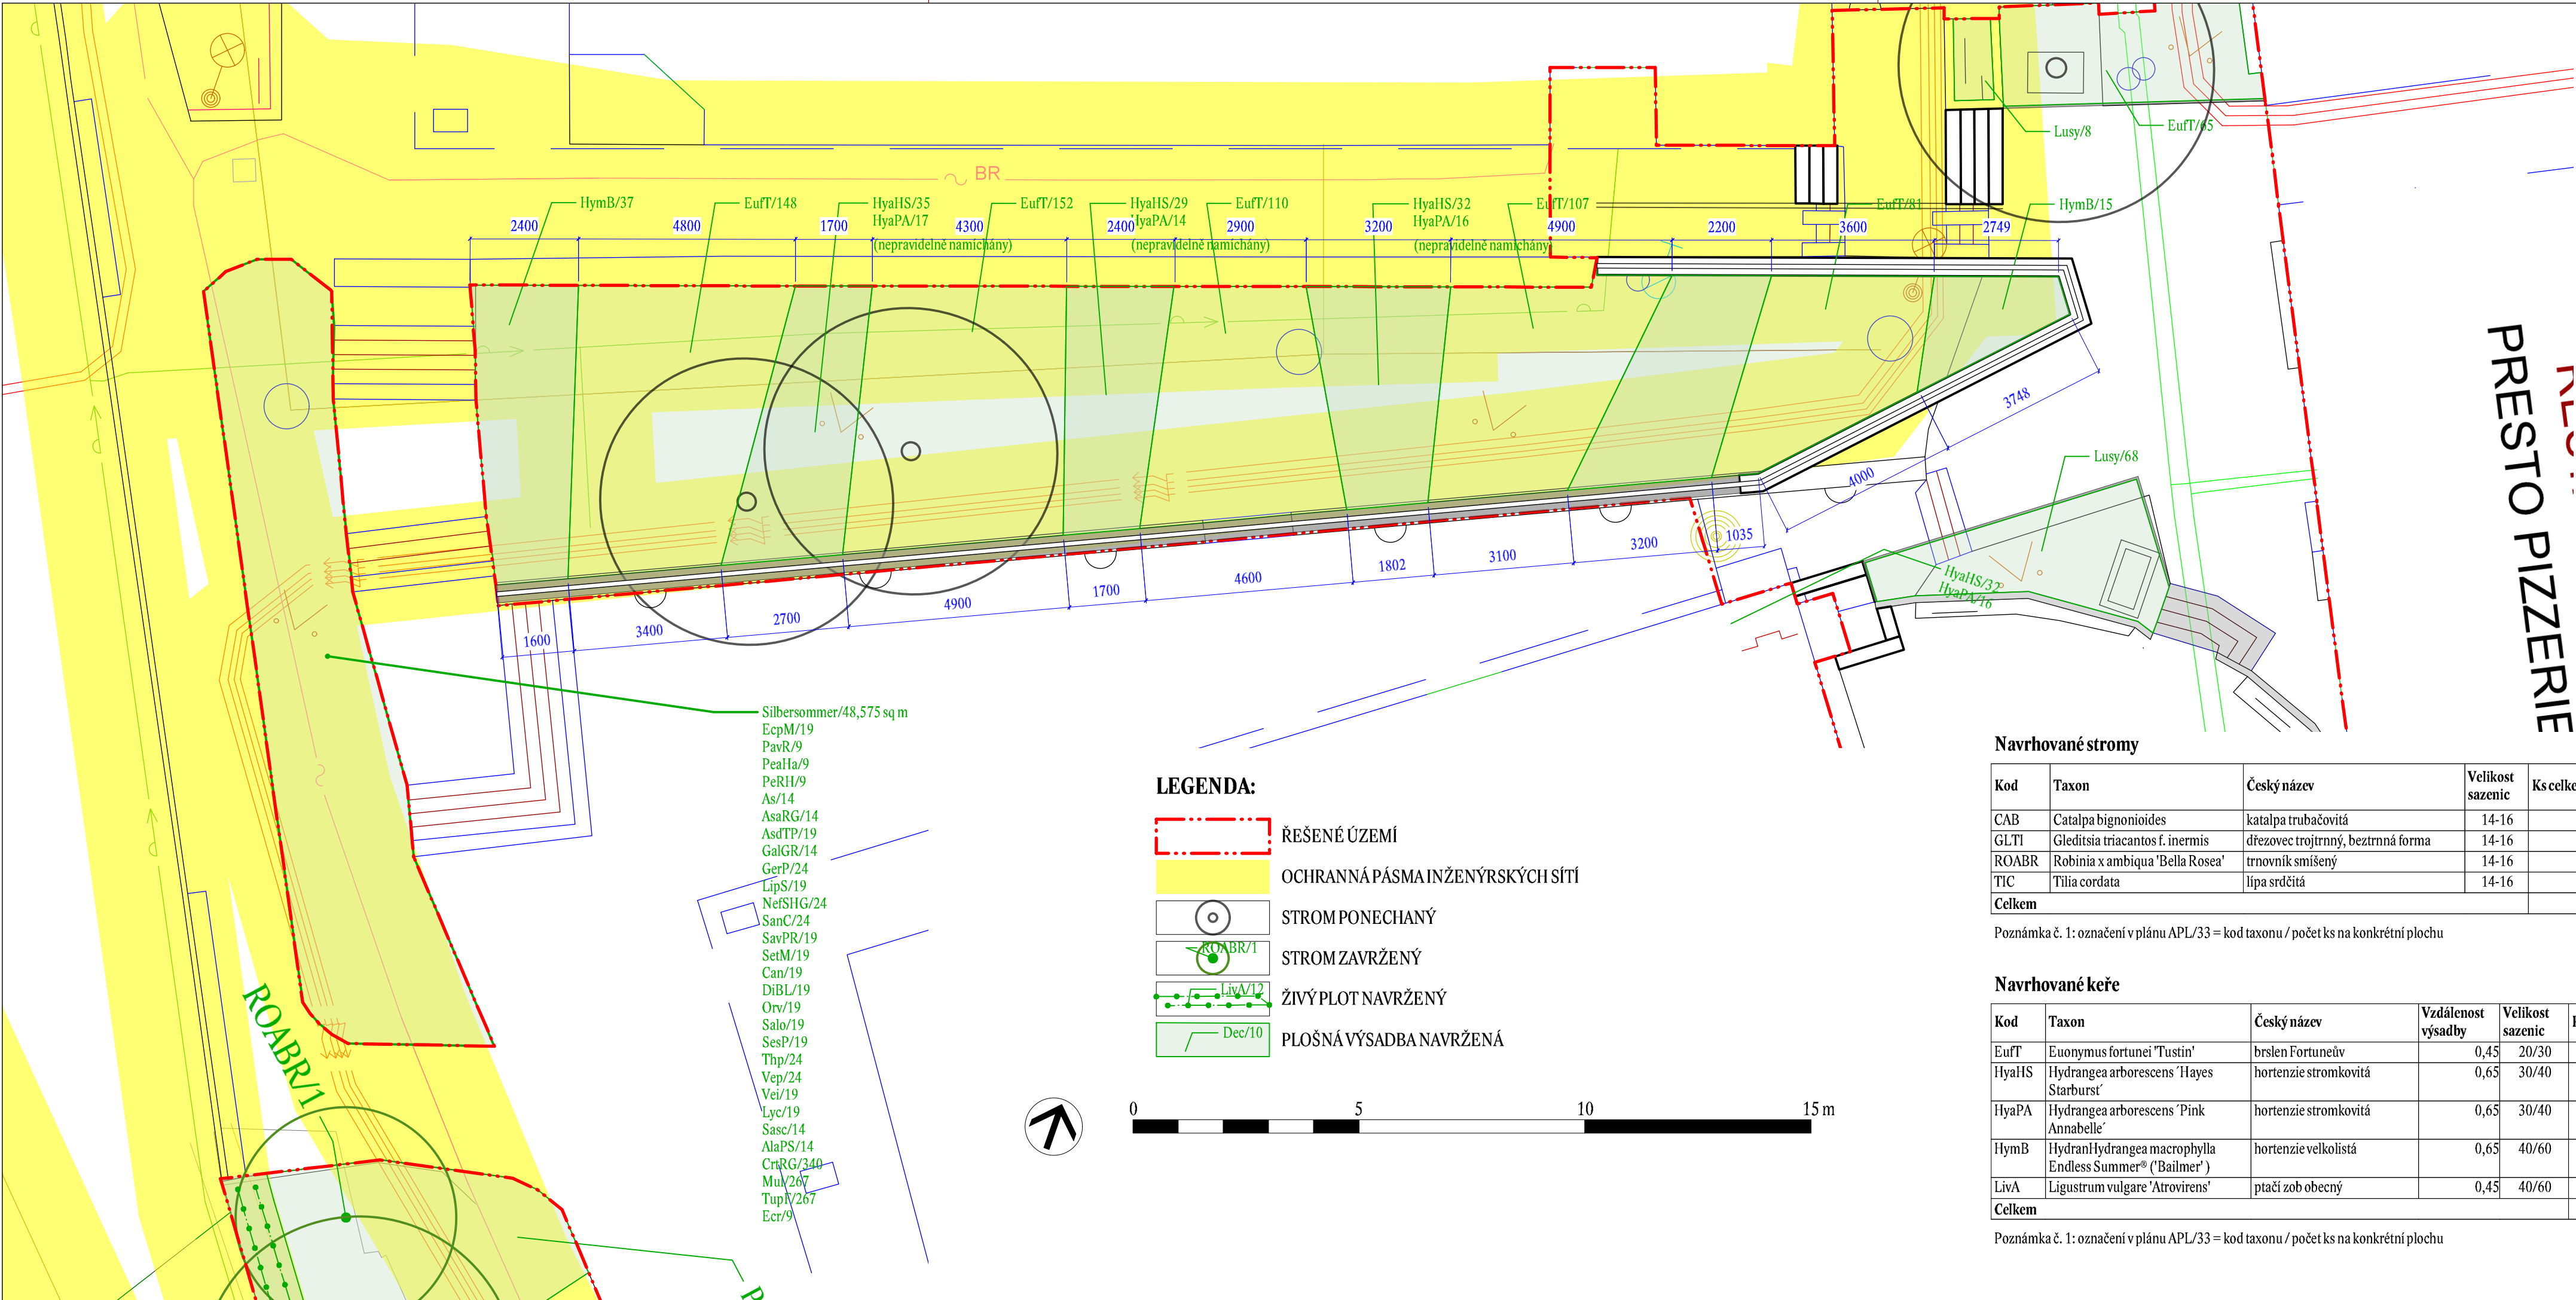 BR
HymB/37
EufT/148
HyaHS/35
HyaPA/17
(nepravidelně namíchány)
EufT/152
HyaHS/29
HyaPA/14
(nepravidelně namíchány)
EufT/110
HyaHS/32
HyaPA/16
(nepravidelně namíchány)
EufT/107
EufT/81
HymB/15
Lusy/8
EufT/65
2400
4800
1700
4300
2400
2900
3200
4900
2200
3600
2749
3748
4000
1035
3200
3100
1802
4600
1700
4900
2700
3400
1600
Lusy/68
HyaHS/32
HyaPA/16
PRESTO PIZZERIE
Silbersommer/48,575 sq m
EcpM/19
PavR/9
PeaHa/9
PeRH/9
As/14
AsaRG/14
AsdTP/19
GalGR/14
GerP/24
LipS/19
NefSHG/24
SanC/24
SavPR/19
SetM/19
Can/19
DiBL/19
Orv/19
Salo/19
SesP/19
Thp/24
Vep/24
Vei/19
Lyc/19
Sasc/14
AlaPS/14
CrtRG/340
Mul/267
TupF/267
Ecr/9
ROABR/1
LEGENDA:
ŘEŠENÉ ÚZEMÍ
OCHRANNÁ PÁSMA INŽENÝRSKÝCH SÍTÍ
STROM PONECHANÝ
ROABR/1
STROM ZAVRŽENÝ
LivA/12
ŽIVÝ PLOT NAVRŽENÝ
Dec/10
PLOŠNÁ VÝSADBA NAVRŽENÁ
0 5 10 15 m
Navrhované stromy
Kod Taxon Český název Velikost sazenic Ks celke
CAB Catalpa bignonioides katalpa trubačovitá 14-16
GLTI Gleditsia triacantos f. inermis dřezovec trojtrnný, beztrnná forma 14-16
ROABR Robinia x ambiqua 'Bella Rosea' trnovník smíšený 14-16
TIC Tilia cordata lípa srdčitá 14-16
Celkem
Poznámka č. 1: označení v plánu APL/33 = kod taxonu / počet ks na konkrétní plochu
Navrhované keře
Kod Taxon Český název Vzdálenost výsadby Velikost sazenic
EufT Euonymus fortunei 'Tustin' brslen Fortuneův 0,45 20/30
HyaHS Hydrangea arborescens ´Hayes Starburst´ hortenzie stromkovitá 0,65 30/40
HyaPA Hydrangea arborescens ´Pink Annabelle´ hortenzie stromkovitá 0,65 30/40
HymB HydranHydrangea macrophylla Endless Summer® ('Bailmer' ) hortenzie velkolistá 0,65 40/60
LivA Ligustrum vulgare 'Atrovirens' ptačí zob obecný 0,45 40/60
Celkem
Poznámka č. 1: označení v plánu APL/33 = kod taxonu / počet ks na konkrétní plochu